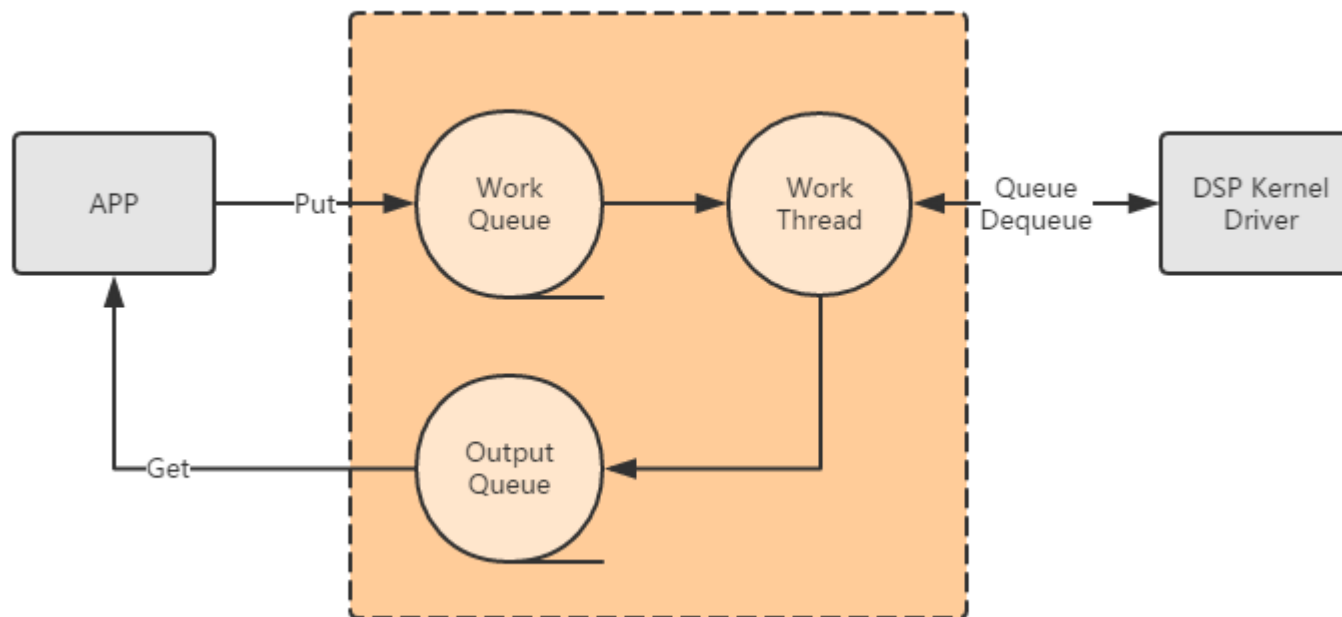 APP
Put
Work
Queue
Work
Thread
Queue
Dequeue
DSP Kernel
Driver
Get
Output
Queue